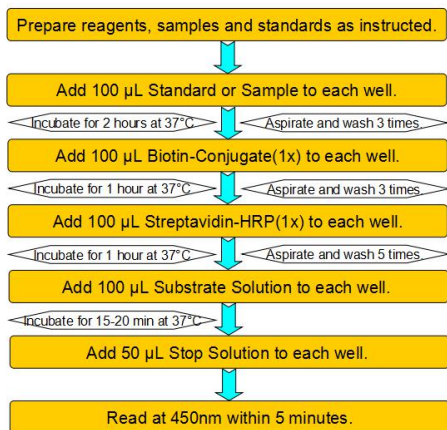 Prepare reagents, samples and standards as instructed.
Add 100 µL Standard or Sample to each well.
Incubate for 2 hours at 37°C
Aspirate and wash 3 times.
Add 100 µL Biotin-Conjugate(1x) to each well.
Incubate for 1 hour at 37°C
Aspirate and wash 3 times.
Add 100 µL Streptavidin-HRP(1x) to each well.
Incubate for 1 hour at 37°C
Aspirate and wash 5 times.
Add 100 µL Substrate Solution to each well.
Incubate for 15-20 min at 37°C
Add 50 µL Stop Solution to each well.
Read at 450nm within 5 minutes.